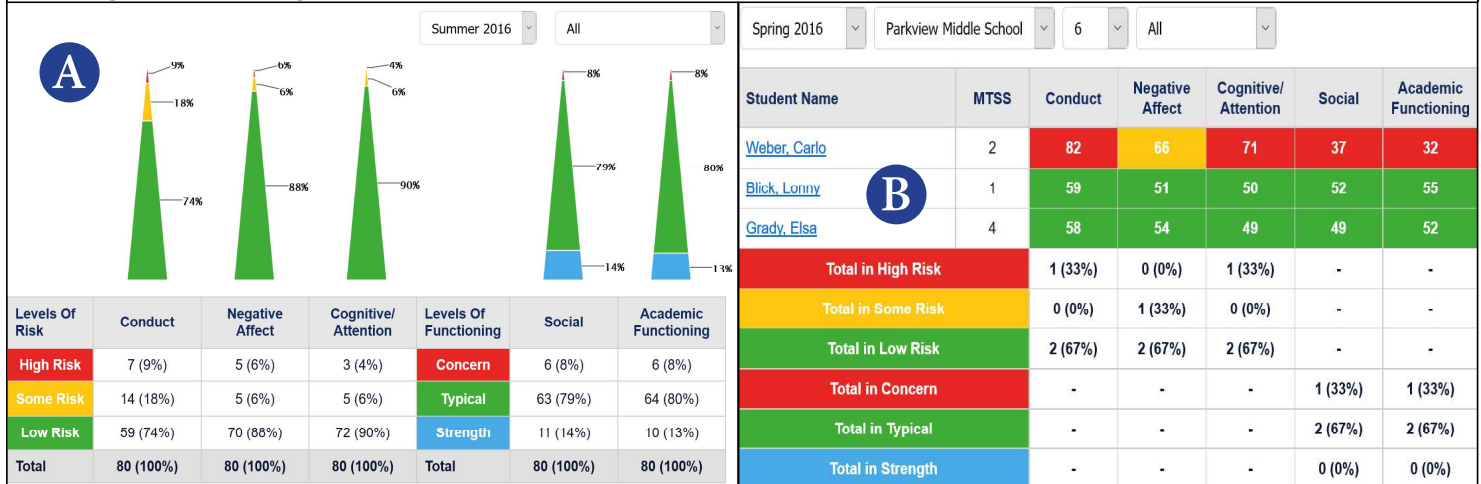 Summer 2016 All
A
9% 6% 4% 8% 8%
18% 6% 6%
79% 80%
74% 88% 90%
14% 13%
Levels Of Risk Conduct Negative Affect Cognitive/ Attention Levels Of Functioning Social Academic Functioning
High Risk 7 (9%) 5 (6%) 3 (4%) Concern 6 (8%) 6 (8%)
Some Risk 14 (18%) 5 (6%) 5 (6%) Typical 63 (79%) 64 (80%)
Low Risk 59 (74%) 70 (88%) 72 (90%) Strength 11 (14%) 10 (13%)
Total 80 (100%) 80 (100%) 80 (100%) Total 80 (100%) 80 (100%)
Spring 2016 Parkview Middle School 6 All
Student Name MTSS Conduct Negative Affect Cognitive/ Attention Social Academic Functioning
Weber, Carlo 2 82 66 71 37 32
Blick, Lonny 1 59 51 50 52 55
B
Grady, Elsa 4 58 54 49 49 52
Total in High Risk 1 (33%) 0 (0%) 1 (33%) - -
Total in Some Risk 0 (0%) 1 (33%) 0 (0%) - -
Total in Low Risk 2 (67%) 2 (67%) 2 (67%) - -
Total in Concern - - - 1 (33%) 1 (33%)
Total in Typical - - - 2 (67%) 2 (67%)
Total in Strength - - - 0 (0%) 0 (0%)